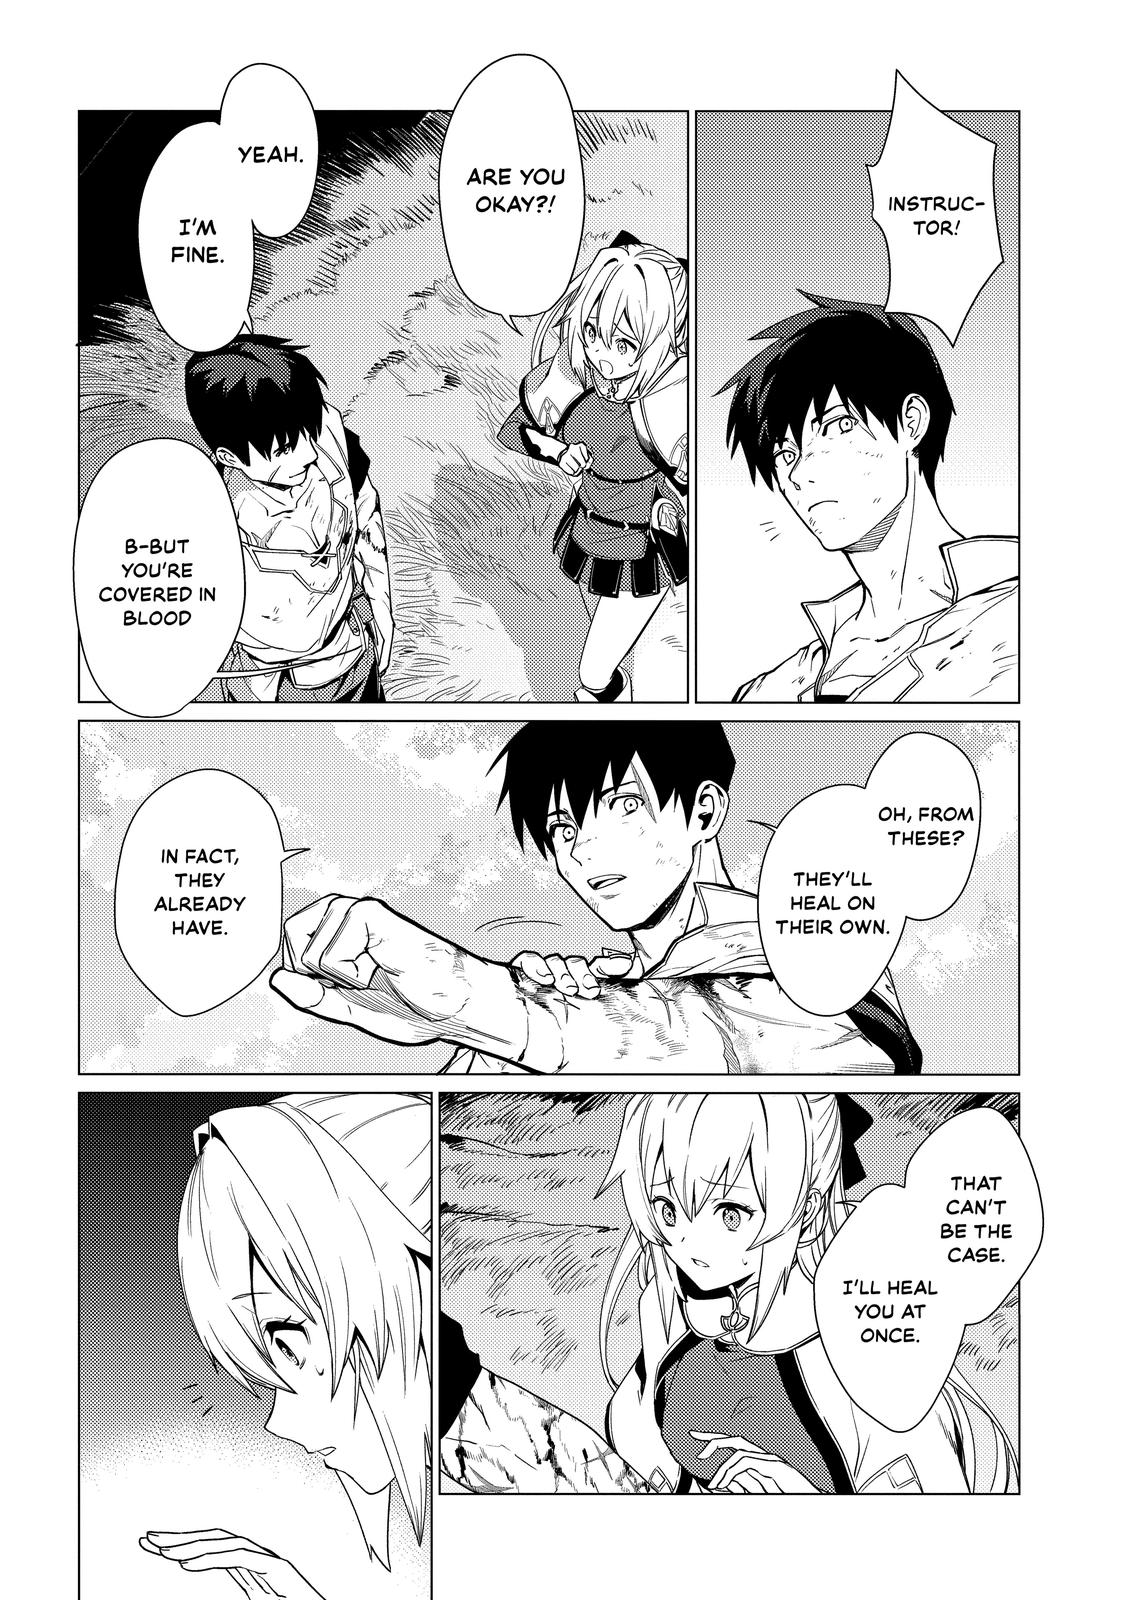 INSTRUC-
TOR!
ARE YOU
OKAY?!
YEAH.
I'M
FINE.
B-BUT
YOU'RE
COVERED IN
BLOOD
OH, FROM
THESE?
THEY'LL
HEAL ON
THEIR OWN.
IN FACT,
THEY
ALREADY
HAVE.
THAT
CAN'T
BE THE
CASE.
I'LL HEAL
YOU AT
ONCE.